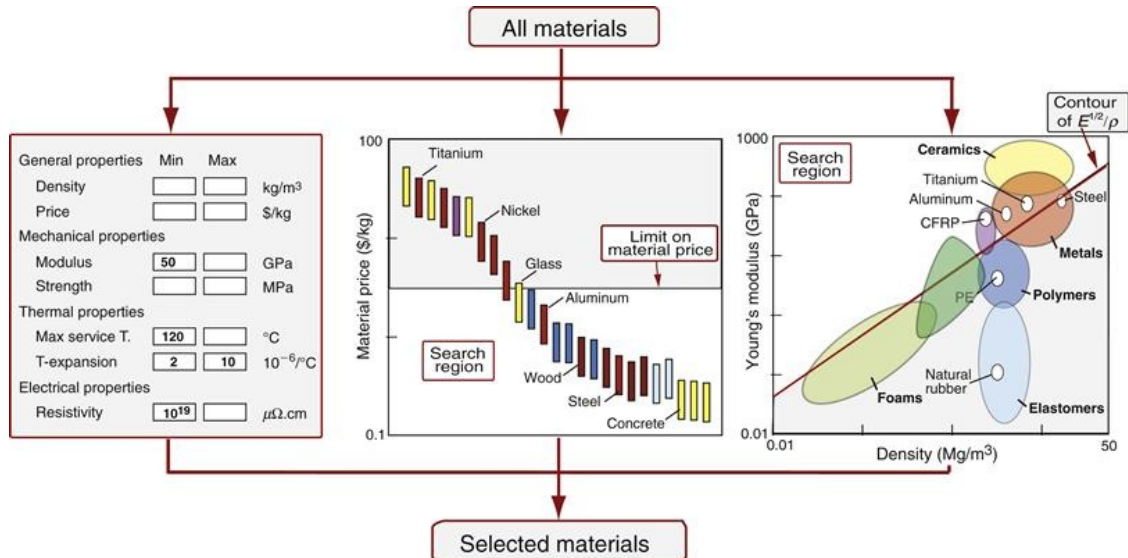 All materials
General properties Min Max
Density kg/m³
Price $/kg
Mechanical properties
Modulus 50 GPa
Strength MPa
Thermal properties
Max service T. 120 °C
T-expansion 2 10 10⁻⁶/°C
Electrical properties
Resistivity 10¹⁹ μΩ.cm
Material price ($/kg)
100
0.1
Titanium
Nickel
Limit on
material price
Glass
Aluminum
Search
region
Wood
Steel
Concrete
Contour
of E^1/2/ρ
Young's modulus (GPa)
1000
0.01
Search
region
Ceramics
Titanium
Aluminum
Steel
CFRP
Metals
PE
Polymers
Natural
rubber
Foams
Elastomers
0.01
50
Density (Mg/m³)
Selected materials